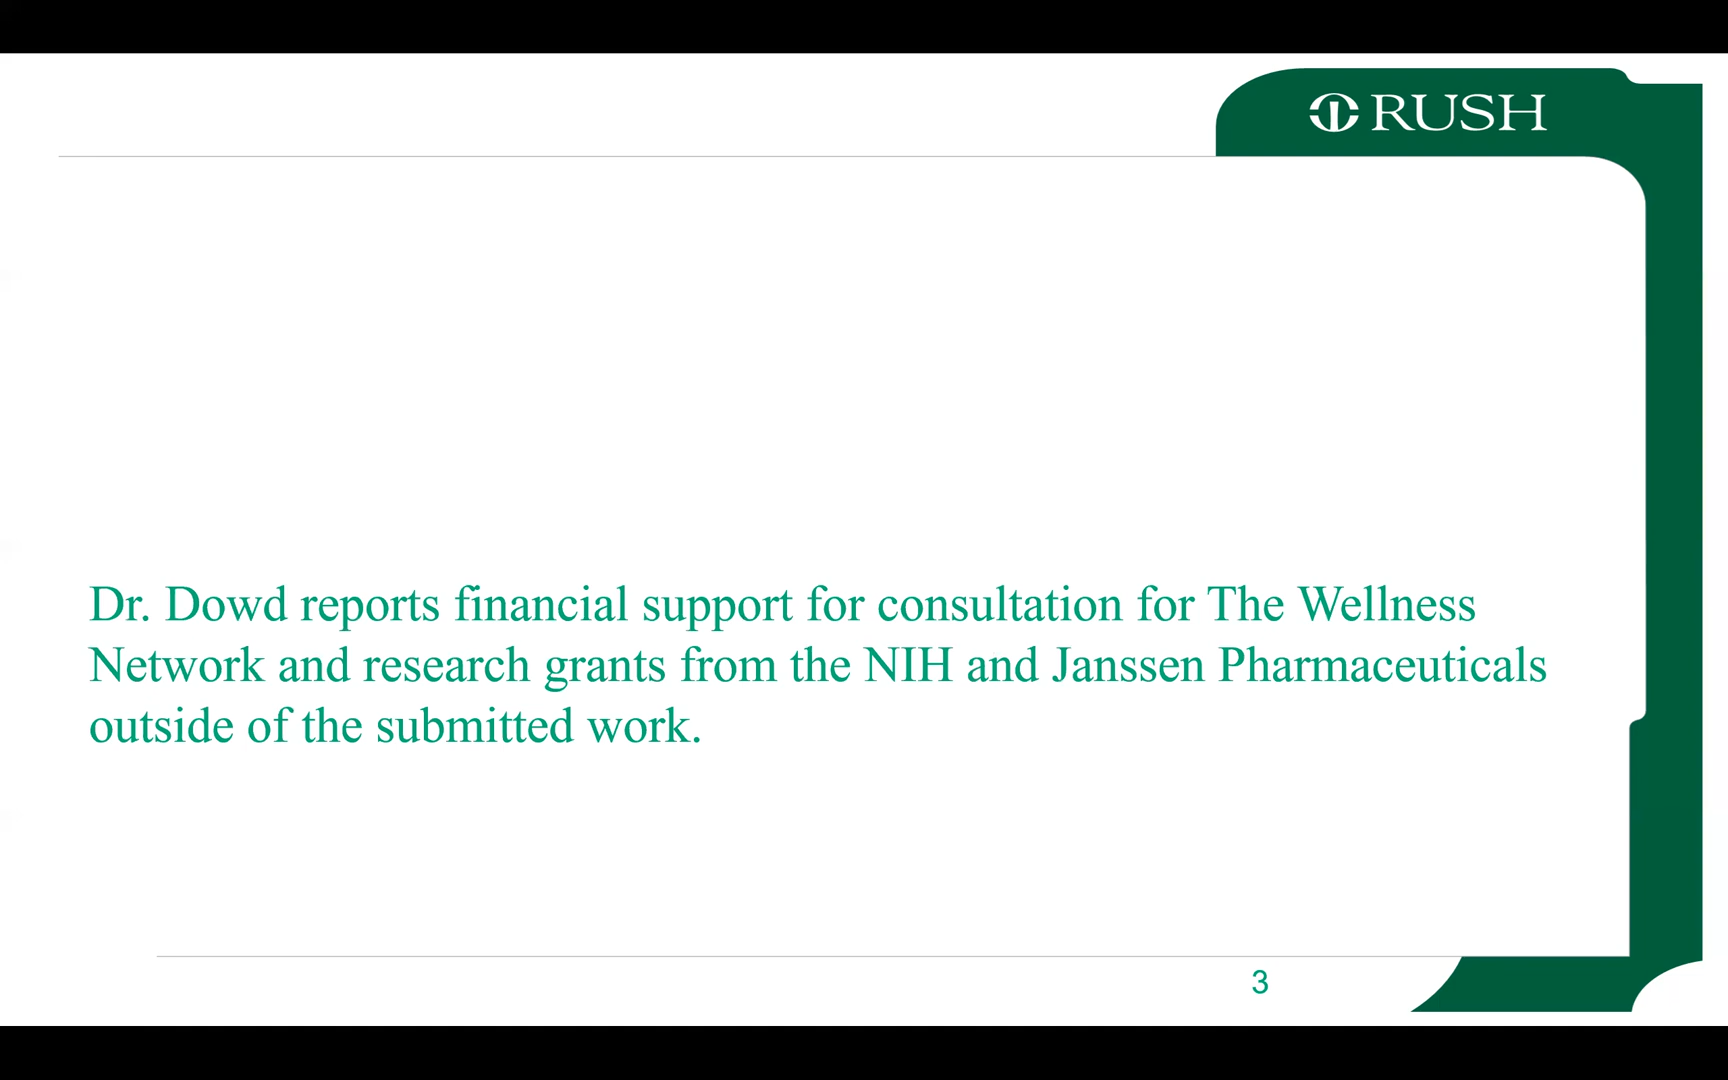 RUSH
Dr. Dowd reports financial support for consultation for The Wellness
Network and research grants from the NIH and Janssen Pharmaceuticals
outside of the submitted work.
3